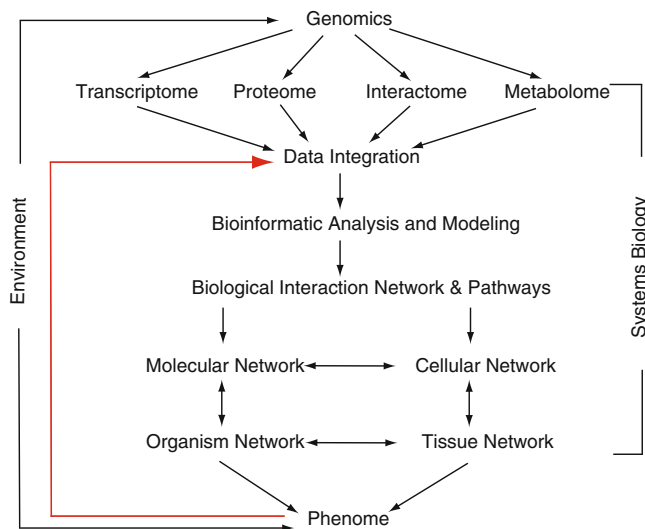 Genomics
Transcriptome
Proteome
Interactome
Metabolome
Data Integration
Bioinformatic Analysis and Modeling
Biological Interaction Network & Pathways
Molecular Network
Cellular Network
Organism Network
Tissue Network
Phenome
Environment
Systems Biology